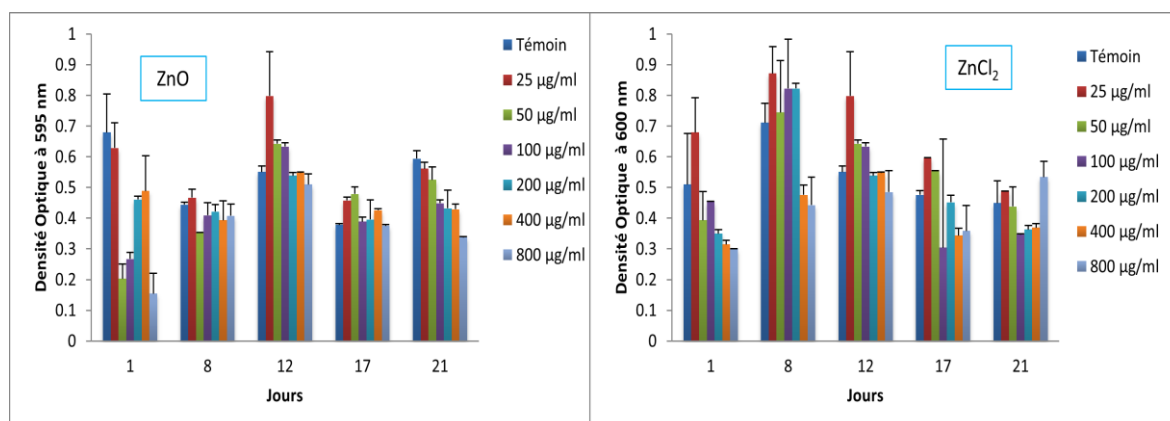 Densité Optique à 595 nm
1
0.9
0.8
0.7
0.6
0.5
0.4
0.3
0.2
0.1
0
ZnO
1 8 12 17 21
Jours
Témoin
25 µg/ml
50 µg/ml
100 µg/ml
200 µg/ml
400 µg/ml
800 µg/ml
Densité Optique à 600 nm
1
0.9
0.8
0.7
0.6
0.5
0.4
0.3
0.2
0.1
0
ZnCl₂
1 8 12 17 21
Jours
Témoin
25 µg/ml
50 µg/ml
100 µg/ml
200 µg/ml
400 µg/ml
800 µg/ml